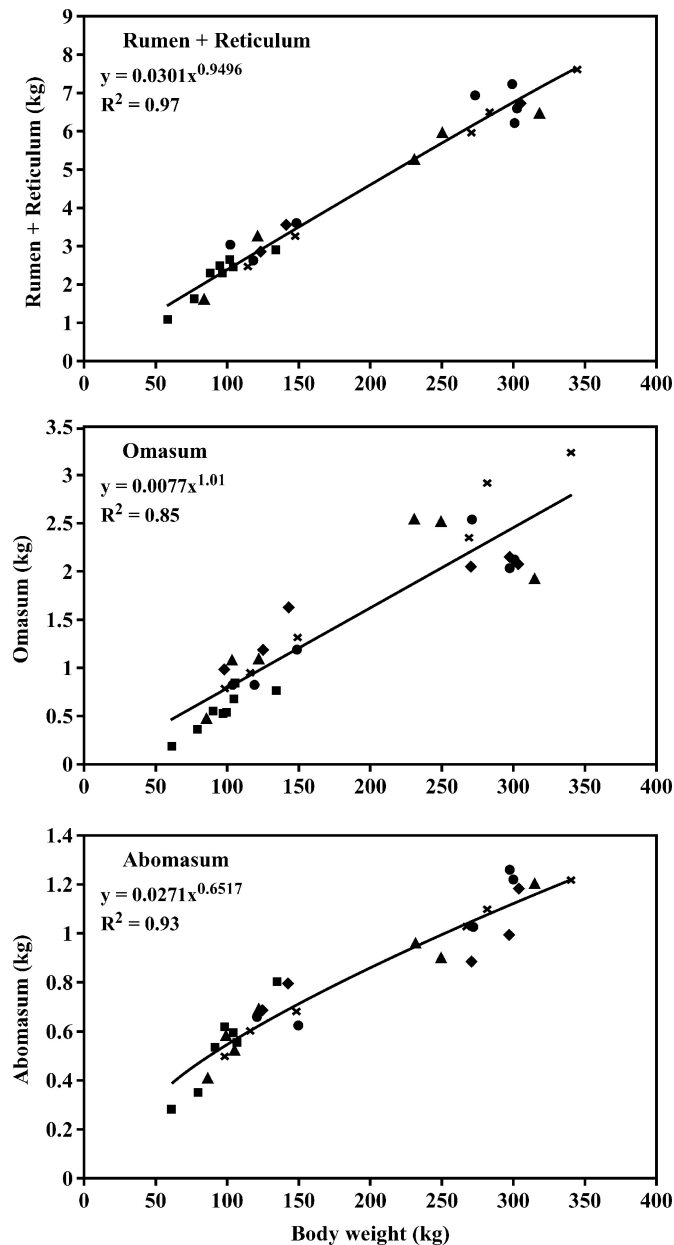 Rumen + Reticulum
y = 0.0301x^0.9496
R^2 = 0.97
Rumen + Reticulum (kg)
9
8
7
6
5
4
3
2
1
0
0 50 100 150 200 250 300 350 400
Omasum
y = 0.0077x^1.01
R^2 = 0.85
Omasum (kg)
3.5
3
2.5
2
1.5
1
0.5
0
0 50 100 150 200 250 300 350 400
Abomasum
y = 0.0271x^0.6517
R^2 = 0.93
Abomasum (kg)
1.4
1.2
1
0.8
0.6
0.4
0.2
0
0 50 100 150 200 250 300 350 400
Body weight (kg)